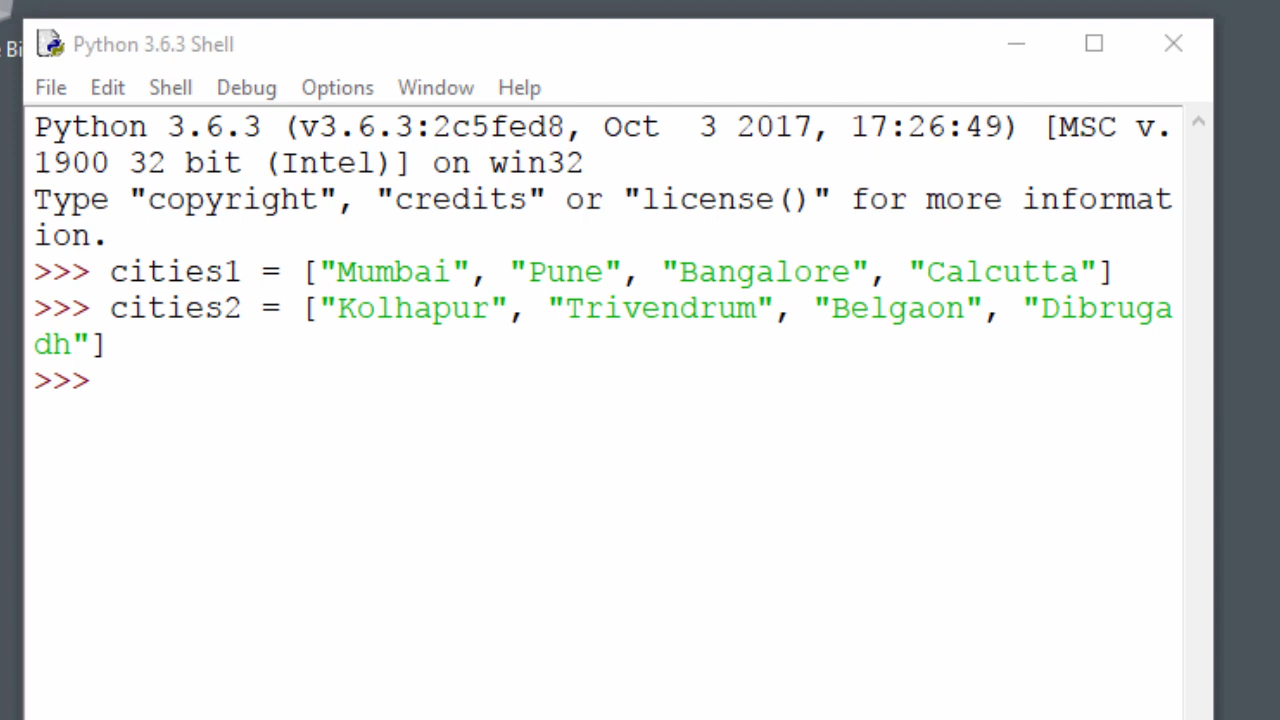 Bi
Python 3.6.3 Shell
File Edit Shell Debug Options Window Help
Python 3.6.3 (v3.6.3:2c5fed8, Oct  3 2017, 17:26:49) [MSC v.
1900 32 bit (Intel)] on win32
Type "copyright", "credits" or "license()" for more informat
ion.
>>> cities1 = ["Mumbai", "Pune", "Bangalore", "Calcutta"]
>>> cities2 = ["Kolhapur", "Trivendrum", "Belgaon", "Dibruga
dh"]
>>>